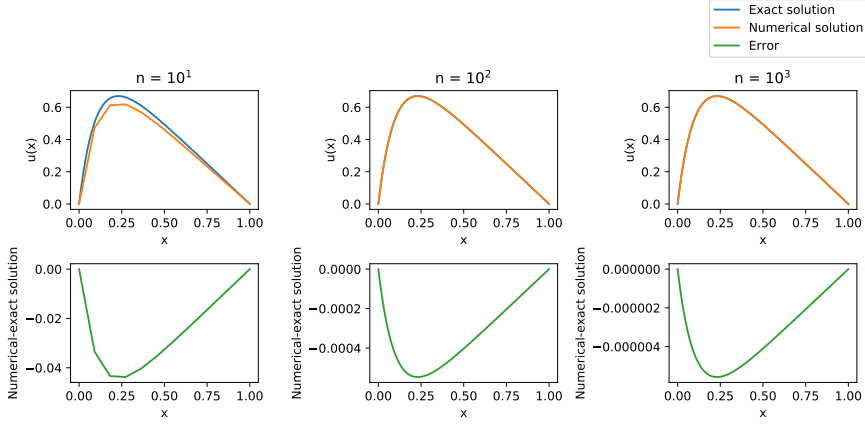 Exact solution
Numerical solution
Error
n = 10¹
n = 10²
n = 10³
u(x)
0.6
0.4
0.2
0.0
0.00 0.25 0.50 0.75 1.00
x
u(x)
0.6
0.4
0.2
0.0
0.00 0.25 0.50 0.75 1.00
x
u(x)
0.6
0.4
0.2
0.0
0.00 0.25 0.50 0.75 1.00
x
Numerical-exact solution
0.00
−0.02
−0.04
0.00 0.25 0.50 0.75 1.00
x
Numerical-exact solution
0.0000
−0.0002
−0.0004
0.00 0.25 0.50 0.75 1.00
x
Numerical-exact solution
0.000000
−0.000002
−0.000004
0.00 0.25 0.50 0.75 1.00
x